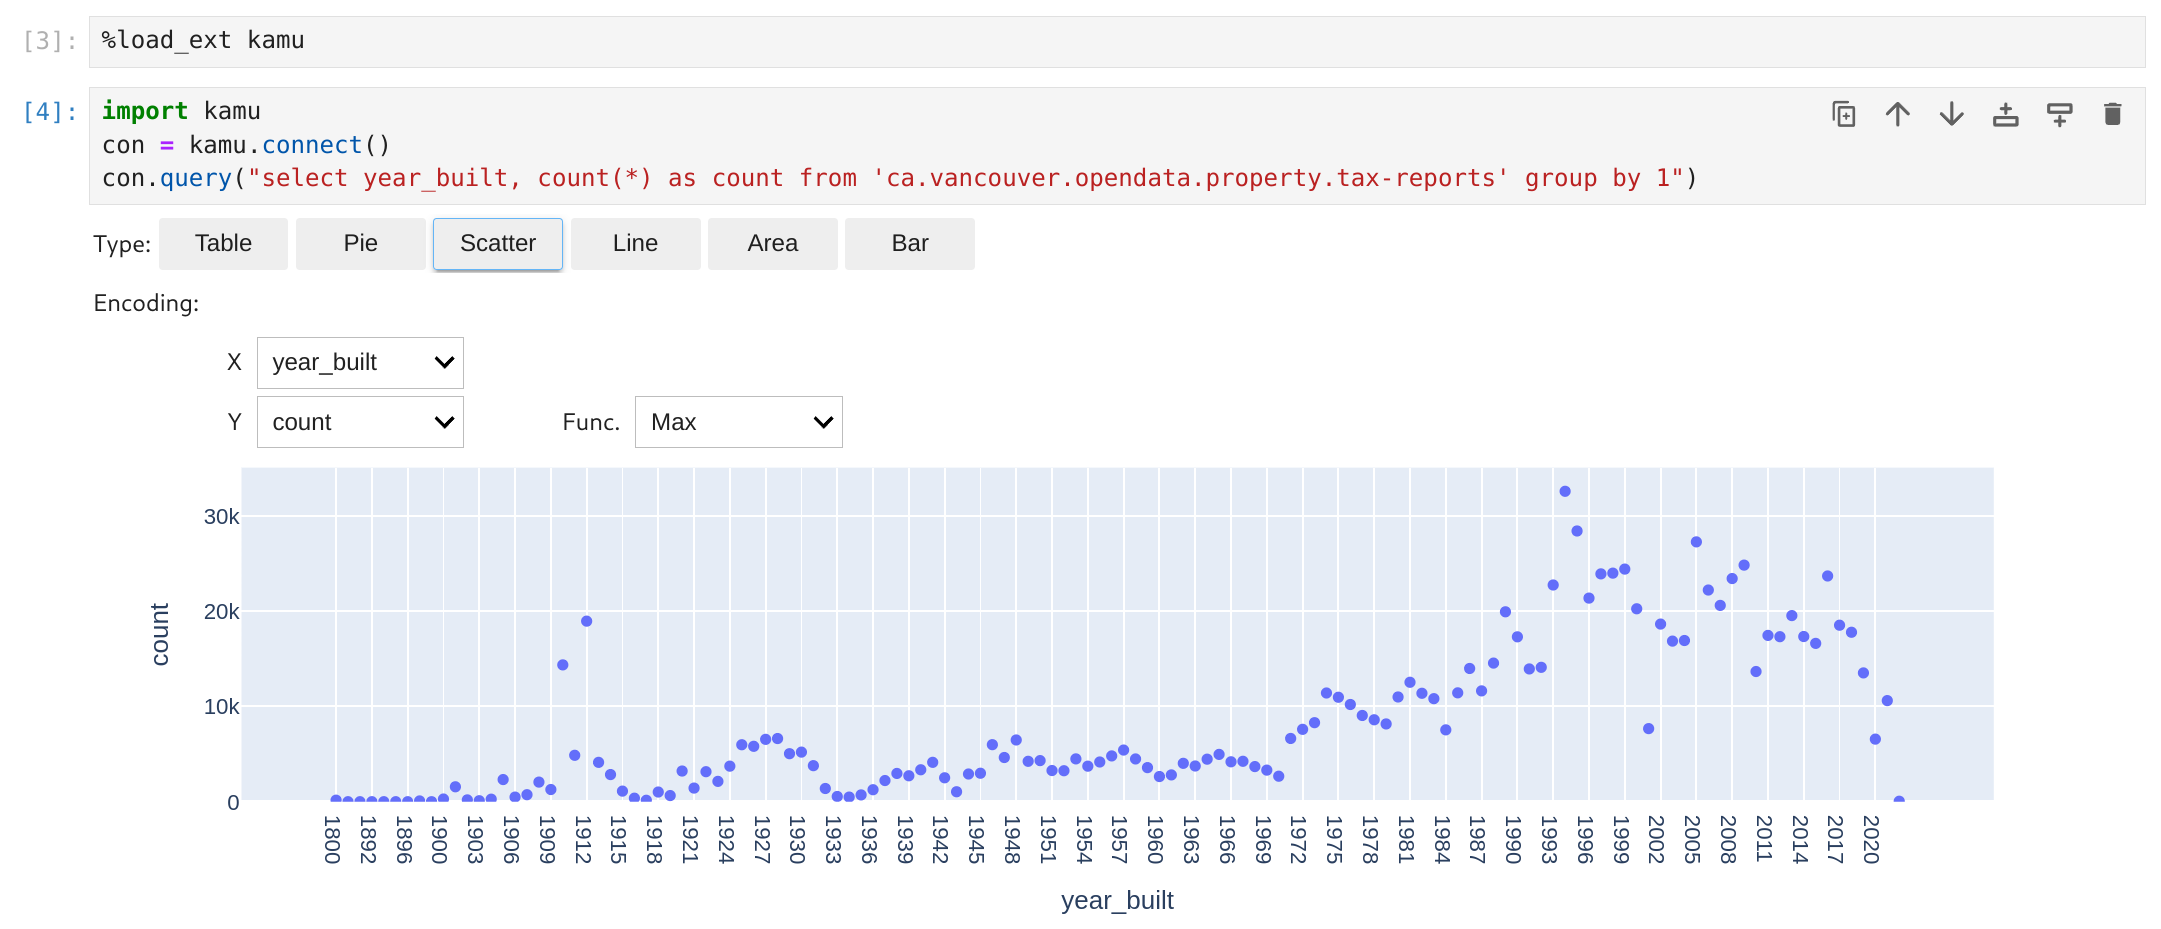 [3]: %load_ext kamu
[4]: import kamu
con = kamu.connect()
con.query("select year_built, count(*) as count from 'ca.vancouver.opendata.property.tax-reports' group by 1")
Type: Table Pie Scatter Line Area Bar
Encoding:
X year_built
Y count Func. Max
30k
20k
10k
0
count
1800 1892 1896 1900 1903 1906 1909 1912 1915 1918 1921 1924 1927 1930 1933 1936 1939 1942 1945 1948 1951 1954 1957 1960 1963 1966 1969 1972 1975 1978 1981 1984 1987 1990 1993 1996 1999 2002 2005 2008 2011 2014 2017 2020
year_built